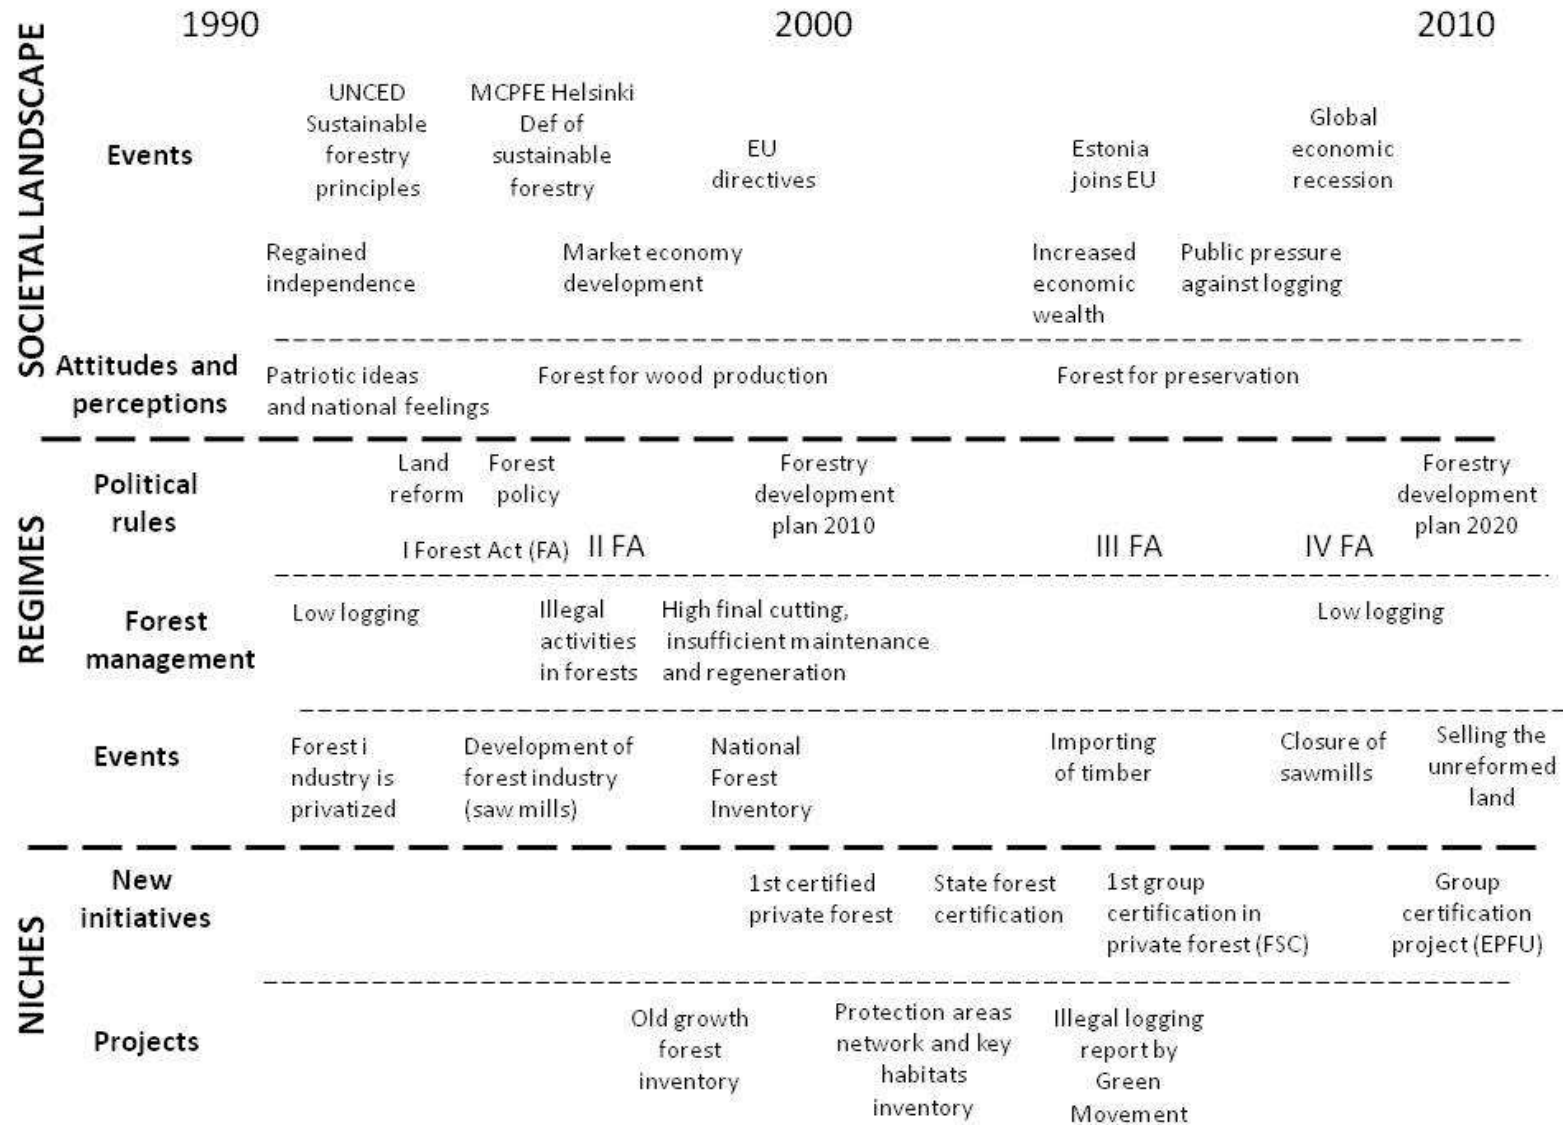 1990
2000
2010
SOCIETAL LANDSCAPE
Events
UNCED
Sustainable
forestry
principles
MCPFE Helsinki
Def of
sustainable
forestry
EU
directives
Estonia
joins EU
Global
economic
recession
Regained
independence
Market economy
development
Increased
economic
wealth
Public pressure
against logging
Attitudes and
perceptions
Patriotic ideas
and national feelings
Forest for wood production
Forest for preservation
REGIMES
Political
rules
Land
reform
Forest
policy
Forestry
development
plan 2010
Forestry
development
plan 2020
I Forest Act (FA)
II FA
III FA
IV FA
Forest
management
Low logging
Illegal
activities
in forests
High final cutting,
insufficient maintenance
and regeneration
Low logging
Events
Forest i
ndustry is
privatized
Development of
forest industry
(saw mills)
National
Forest
Inventory
Importing
of timber
Closure of
sawmills
Selling the
unreformed
land
NICHES
New
initiatives
1st certified
private forest
State forest
certification
1st group
certification in
private forest (FSC)
Group
certification
project (EPFU)
Projects
Old growth
forest
inventory
Protection areas
network and key
habitats
inventory
Illegal logging
report by
Green
Movement